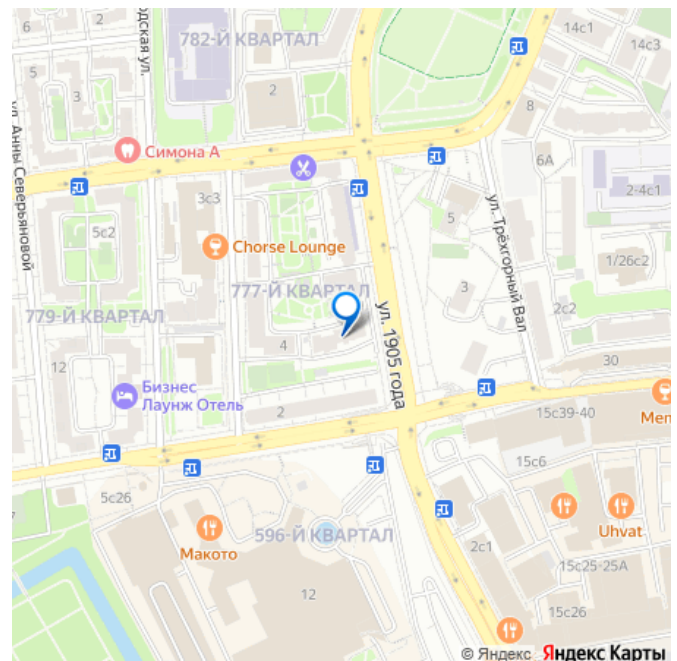 6
5
3
ул. Анны Северьяновой
782-Й КВАРТАЛ
2
14с1
14с3
8
6А
Симона А
3с3
ул. Трёхгорный Вал
2-4с1
5с2
Chorse Lounge
5
1/26с2
777-Й КВАРТАЛ
3
779-Й КВАРТАЛ
ул. 1905 года
2с2
4
12
30
Бизнес
Лаунж Отель
2
15с39-40
15с6
5с26
Uhvat
596-Й КВАРТАЛ
Макото
2с1
15с25-25А
12
15с26
© Яндекс Яндекс Карты